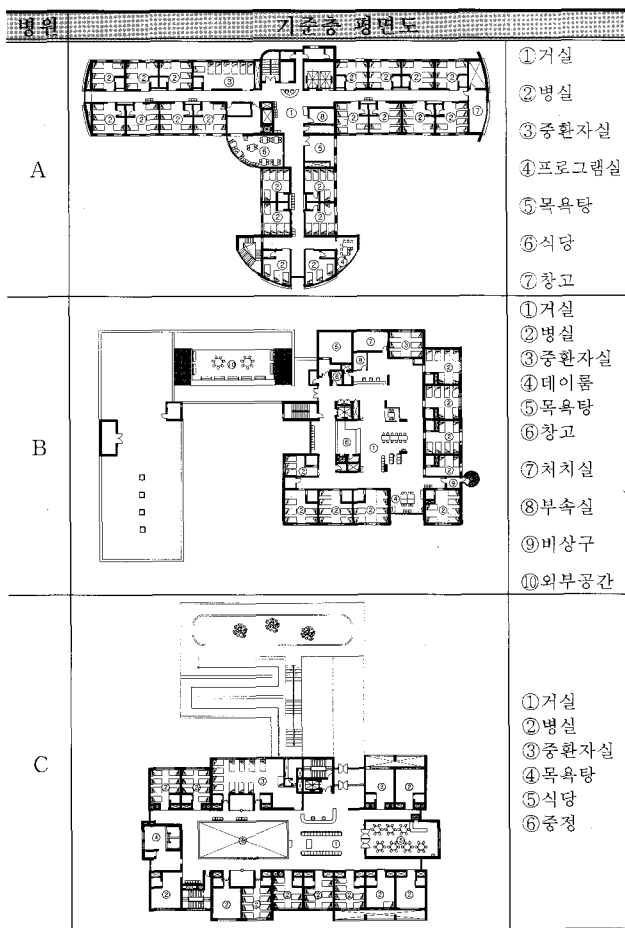 병원 기준층 평면도
A
①거실
②병실
③중환자실
④프로그램실
⑤목욕탕
⑥식당
⑦창고
B
①거실
②병실
③중환자실
④데이룸
⑤목욕탕
⑥창고
⑦처치실
⑧부속실
⑨비상구
⑩외부공간
C
①거실
②병실
③중환자실
④목욕탕
⑤식당
⑥중정